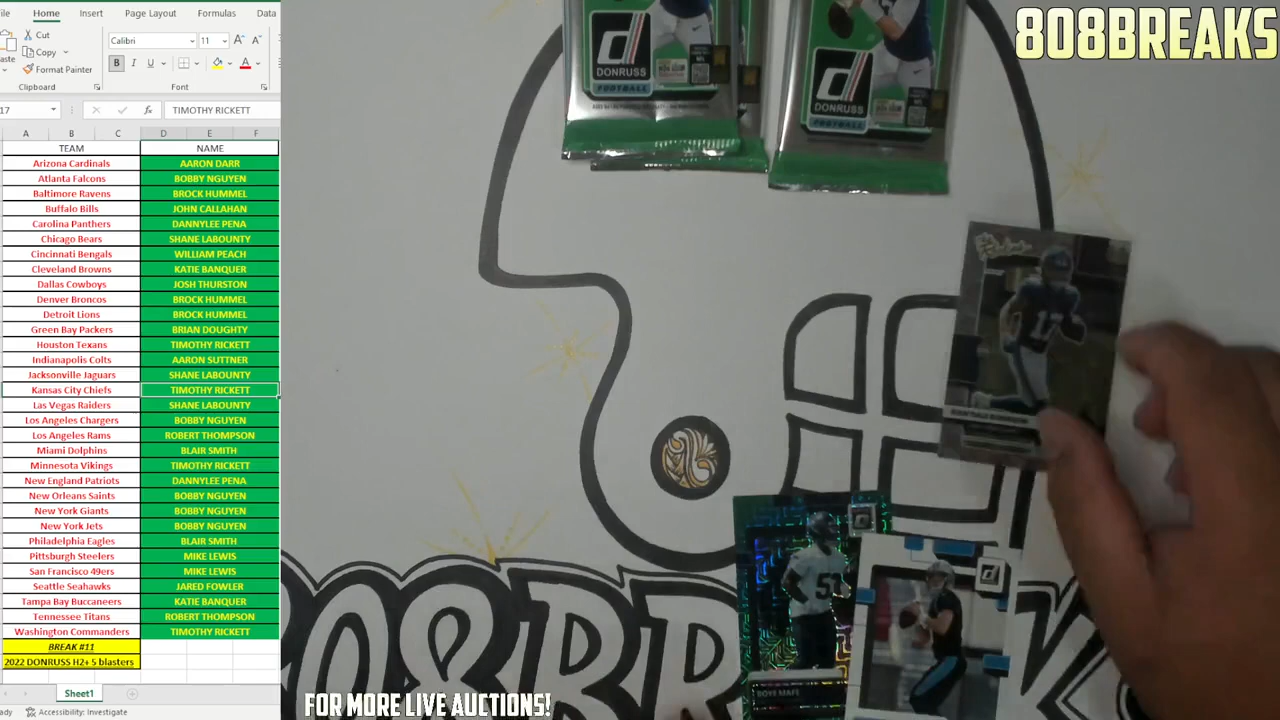 ile Home Insert Page Layout Formulas Data
Cut
Copy
Format Painter
aste
Calibri 11
B I U
Clipboard Font
17 TIMOTHY RICKETT
A B C D E F
TEAM NAME
Arizona Cardinals AARON DARR
Atlanta Falcons BOBBY NGUYEN
Baltimore Ravens BROCK HUMMEL
Buffalo Bills JOHN CALLAHAN
Carolina Panthers DANNYLEE PENA
Chicago Bears SHANE LABOUNTY
Cincinnati Bengals WILLIAM PEACH
Cleveland Browns KATIE BANQUER
Dallas Cowboys JOSH THURSTON
Denver Broncos BROCK HUMMEL
Detroit Lions BROCK HUMMEL
Green Bay Packers BRIAN DOUGHTY
Houston Texans TIMOTHY RICKETT
Indianapolis Colts AARON SUTTNER
Jacksonville Jaguars SHANE LABOUNTY
Kansas City Chiefs TIMOTHY RICKETT
Las Vegas Raiders SHANE LABOUNTY
Los Angeles Chargers BOBBY NGUYEN
Los Angeles Rams ROBERT THOMPSON
Miami Dolphins BLAIR SMITH
Minnesota Vikings TIMOTHY RICKETT
New England Patriots DANNYLEE PENA
New Orleans Saints BOBBY NGUYEN
New York Giants BOBBY NGUYEN
New York Jets BOBBY NGUYEN
Philadelphia Eagles BLAIR SMITH
Pittsburgh Steelers MIKE LEWIS
San Francisco 49ers MIKE LEWIS
Seattle Seahawks JARED FOWLER
Tampa Bay Buccaneers KATIE BANQUER
Tennessee Titans ROBERT THOMPSON
Washington Commanders TIMOTHY RICKETT
BREAK #11
2022 DONRUSS H2+ 5 blasters
Sheet1
ady Accessibility: Investigate
808BREAKS
DONRUSS
FOOTBALL
DONRUSS
FOOTBALL
17
51
BOYE MAFE
808BR
FOR MORE LIVE AUCTIONS!